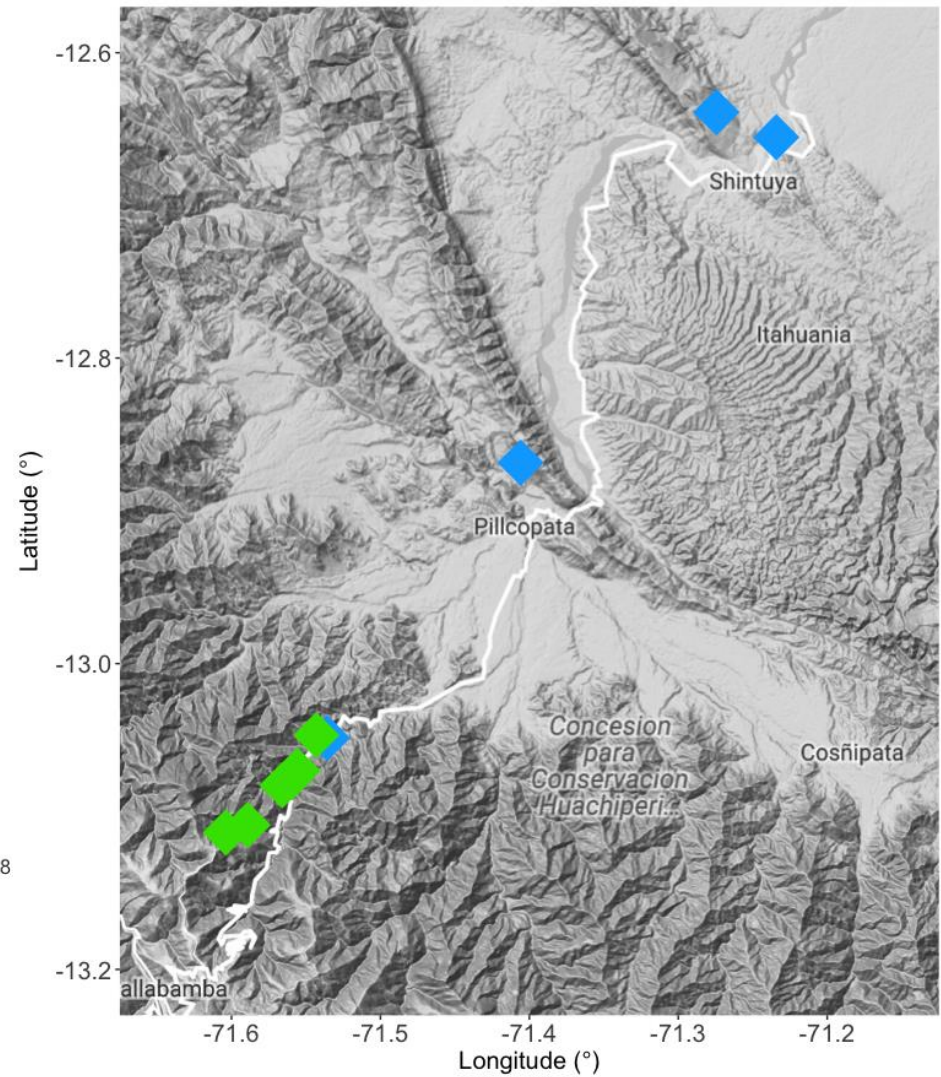 -12.6
Shintuya
Itahuania
-12.8
Latitude (°)
Pillcopata
-13.0
Concesion
para
Conservacion
Huachiperi...
Cosñipata
8
-13.2
allabamba
-71.6
-71.5
-71.4
-71.3
-71.2
Longitude (°)